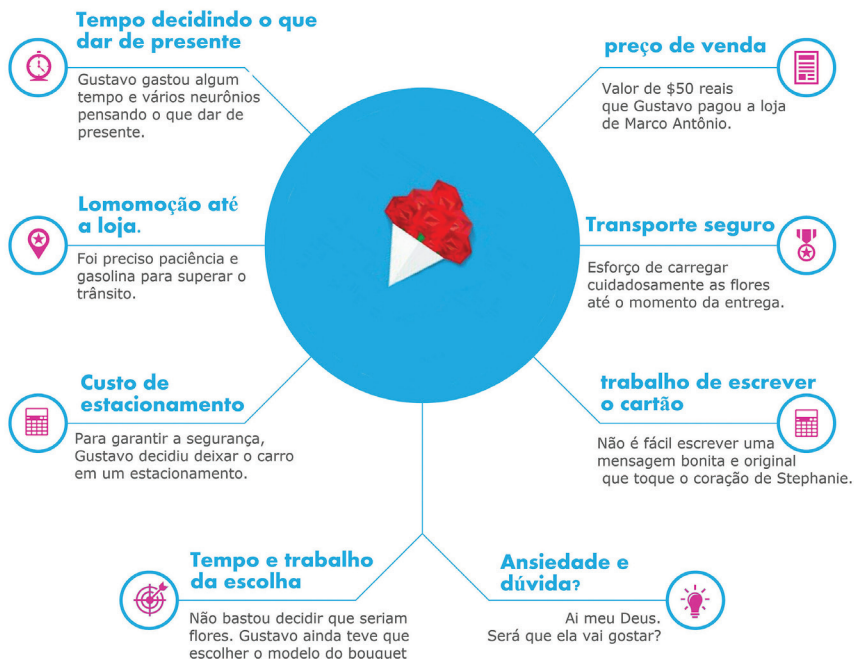 Tempo decidindo o que
dar de presente
Gustavo gastou algum
tempo e vários neurônios
pensando o que dar de
presente.
preço de venda
Valor de $50 reais
que Gustavo pagou a loja
de Marco Antônio.
Lomomoção até
a loja.
Foi preciso paciência e
gasolina para superar o
trânsito.
Transporte seguro
Esforço de carregar
cuidadosamente as flores
até o momento da entrega.
Custo de
estacionamento
Para garantir a segurança,
Gustavo decidiu deixar o carro
em um estacionamento.
trabalho de escrever
o cartão
Não é fácil escrever uma
mensagem bonita e original
que toque o coração de Stephanie.
Tempo e trabalho
da escolha
Não bastou decidir que seriam
flores. Gustavo ainda teve que
escolher o modelo do bouquet
Ansiedade e
dúvida?
Ai meu Deus.
Será que ela vai gostar?